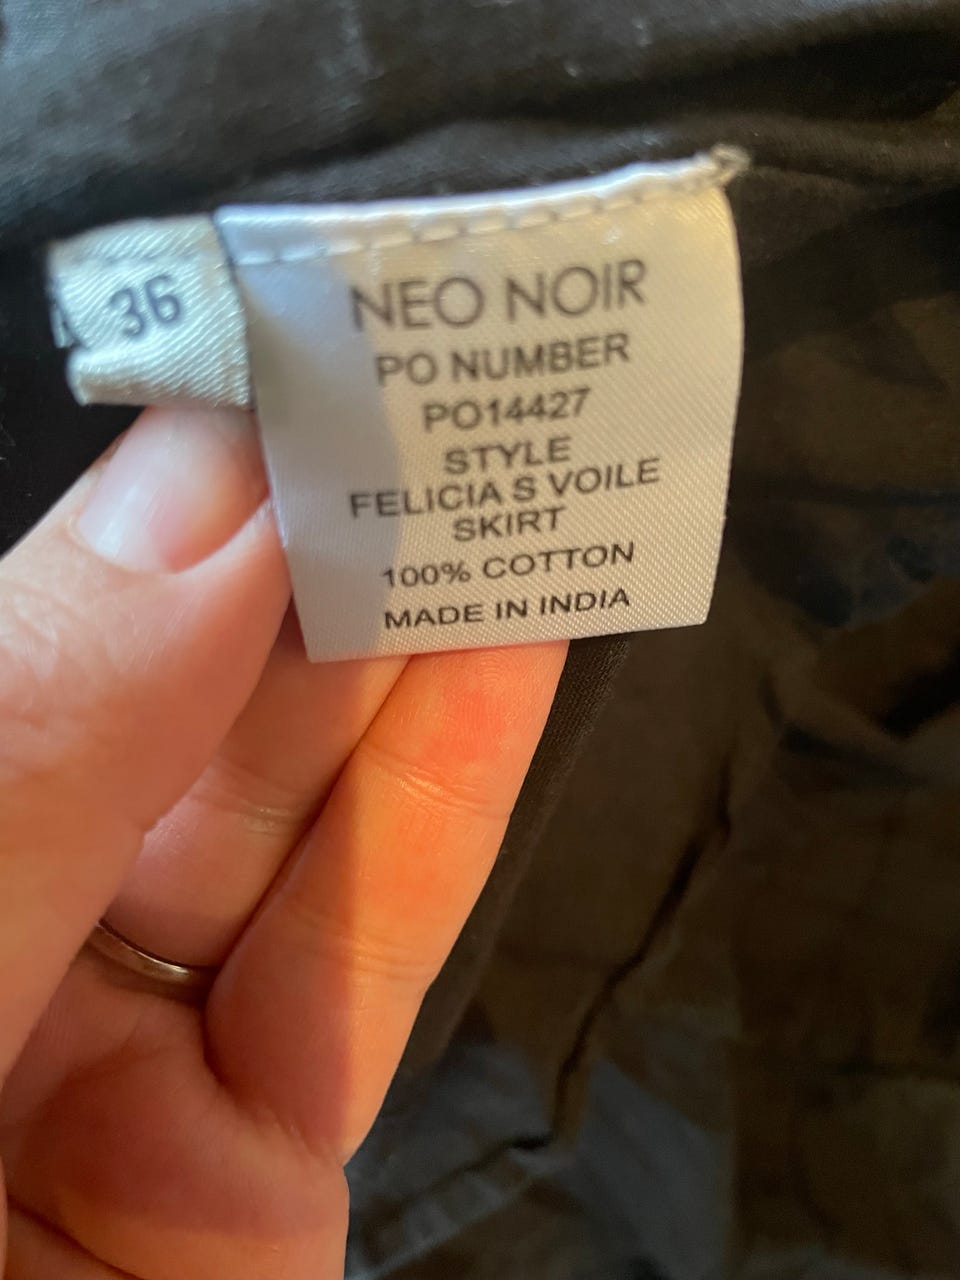 36
NEO NOIR
PO NUMBER
PO14427
STYLE
FELICIA S VOILE
SKIRT
100% COTTON
MADE IN INDIA